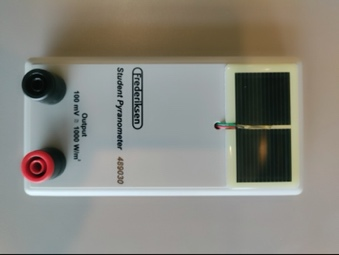 Frederiksen
Student Pyranometer 489030
Output
100 mV = 1000 W/m²